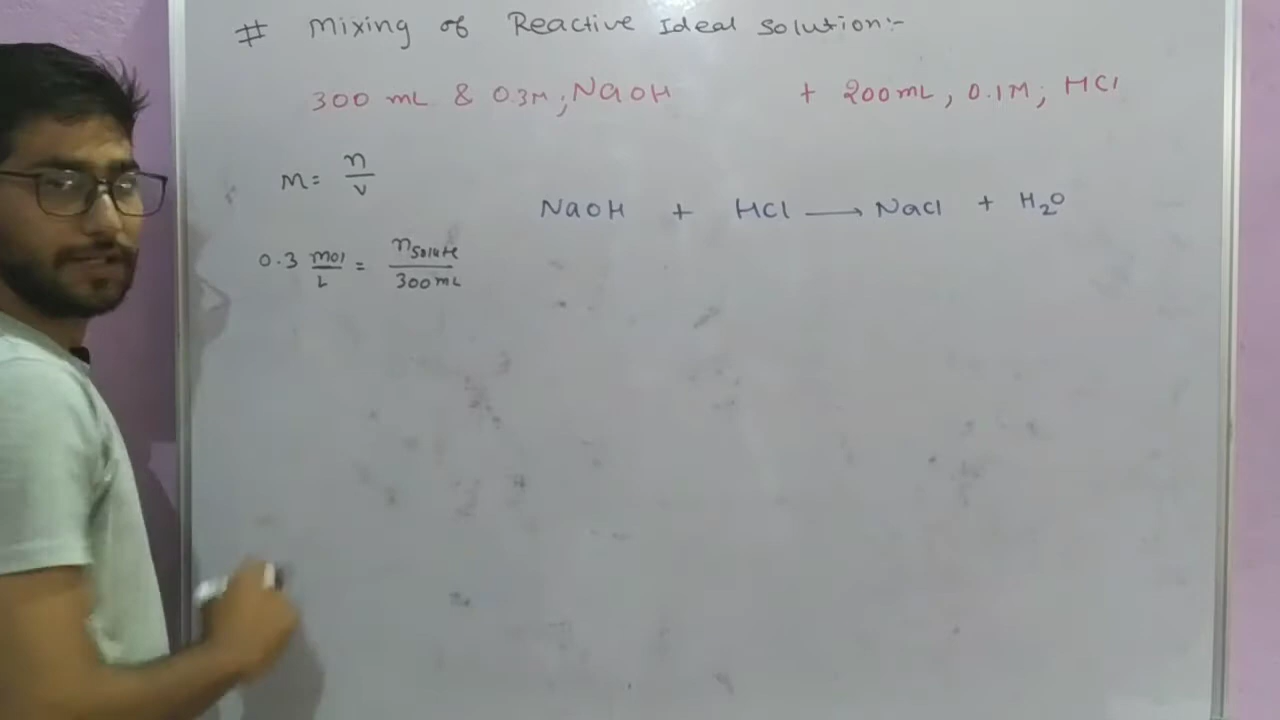 # Mixing of Reactive Ideal Solution:-
300 mL & 0.3M; NaOH + 200mL, 0.1M; HCl
M = n/v
NaOH + HCl ⟶ NaCl + H₂O
0.3 mol/L = nsolute/300mL